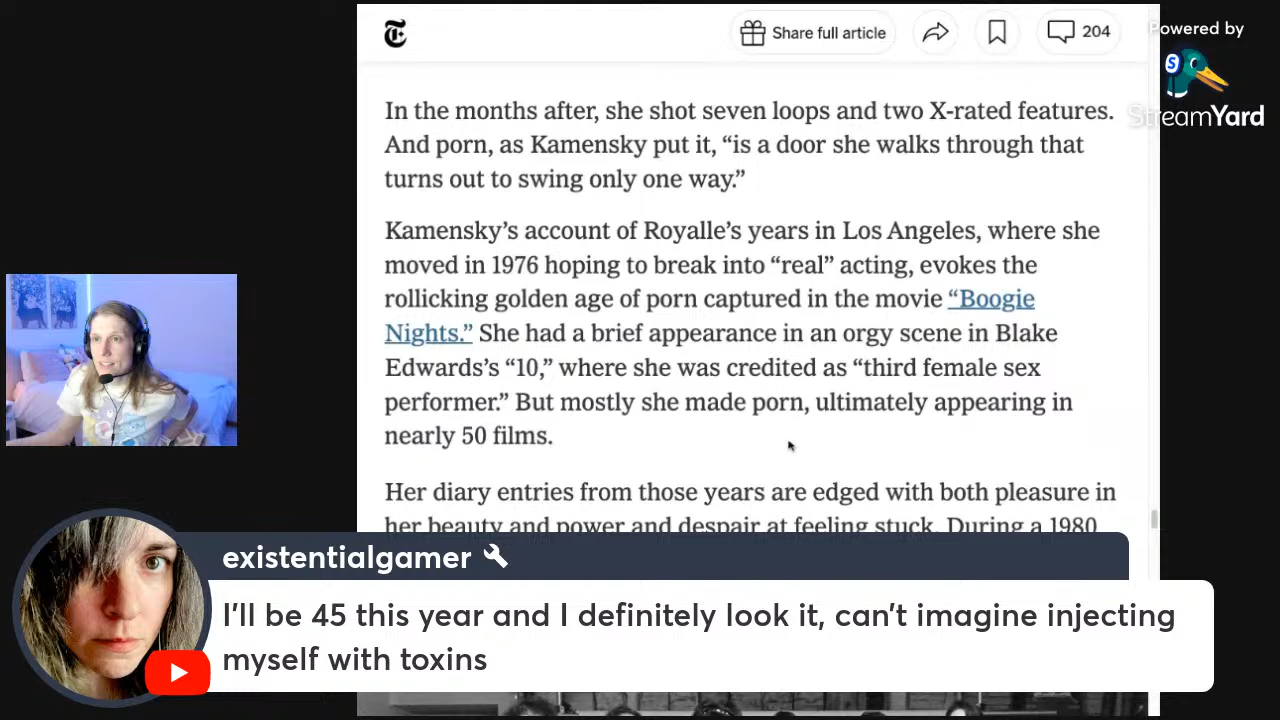 Share full article
204
Powered by
StreamYard
In the months after, she shot seven loops and two X-rated features.
And porn, as Kamensky put it, “is a door she walks through that
turns out to swing only one way.”
Kamensky’s account of Royalle’s years in Los Angeles, where she
moved in 1976 hoping to break into “real” acting, evokes the
rollicking golden age of porn captured in the movie “Boogie
Nights.” She had a brief appearance in an orgy scene in Blake
Edwards’s “10,” where she was credited as “third female sex
performer.” But mostly she made porn, ultimately appearing in
nearly 50 films.
Her diary entries from those years are edged with both pleasure in
her beauty and power and despair at feeling stuck. During a 1980
existentialgamer
I’ll be 45 this year and I definitely look it, can’t imagine injecting
myself with toxins